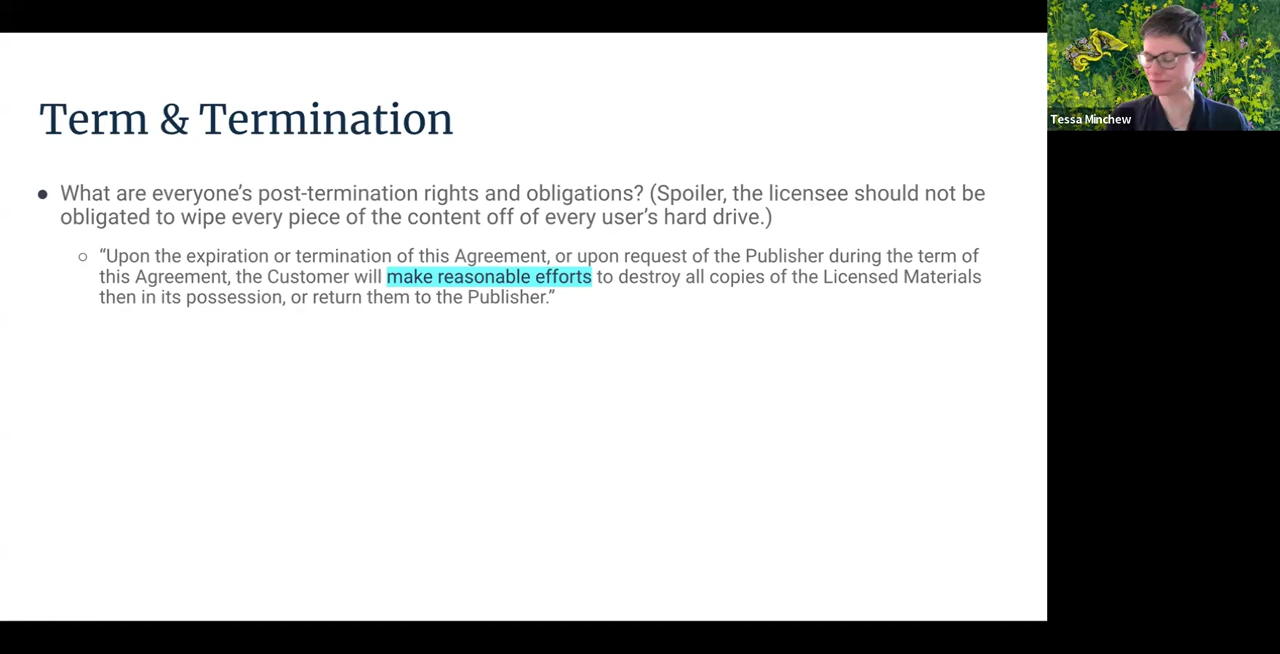 Term & Termination
● What are everyone’s post-termination rights and obligations? (Spoiler, the licensee should not be
obligated to wipe every piece of the content off of every user’s hard drive.)
○ “Upon the expiration or termination of this Agreement, or upon request of the Publisher during the term of
this Agreement, the Customer will make reasonable efforts to destroy all copies of the Licensed Materials
then in its possession, or return them to the Publisher.”
Tessa Minchew